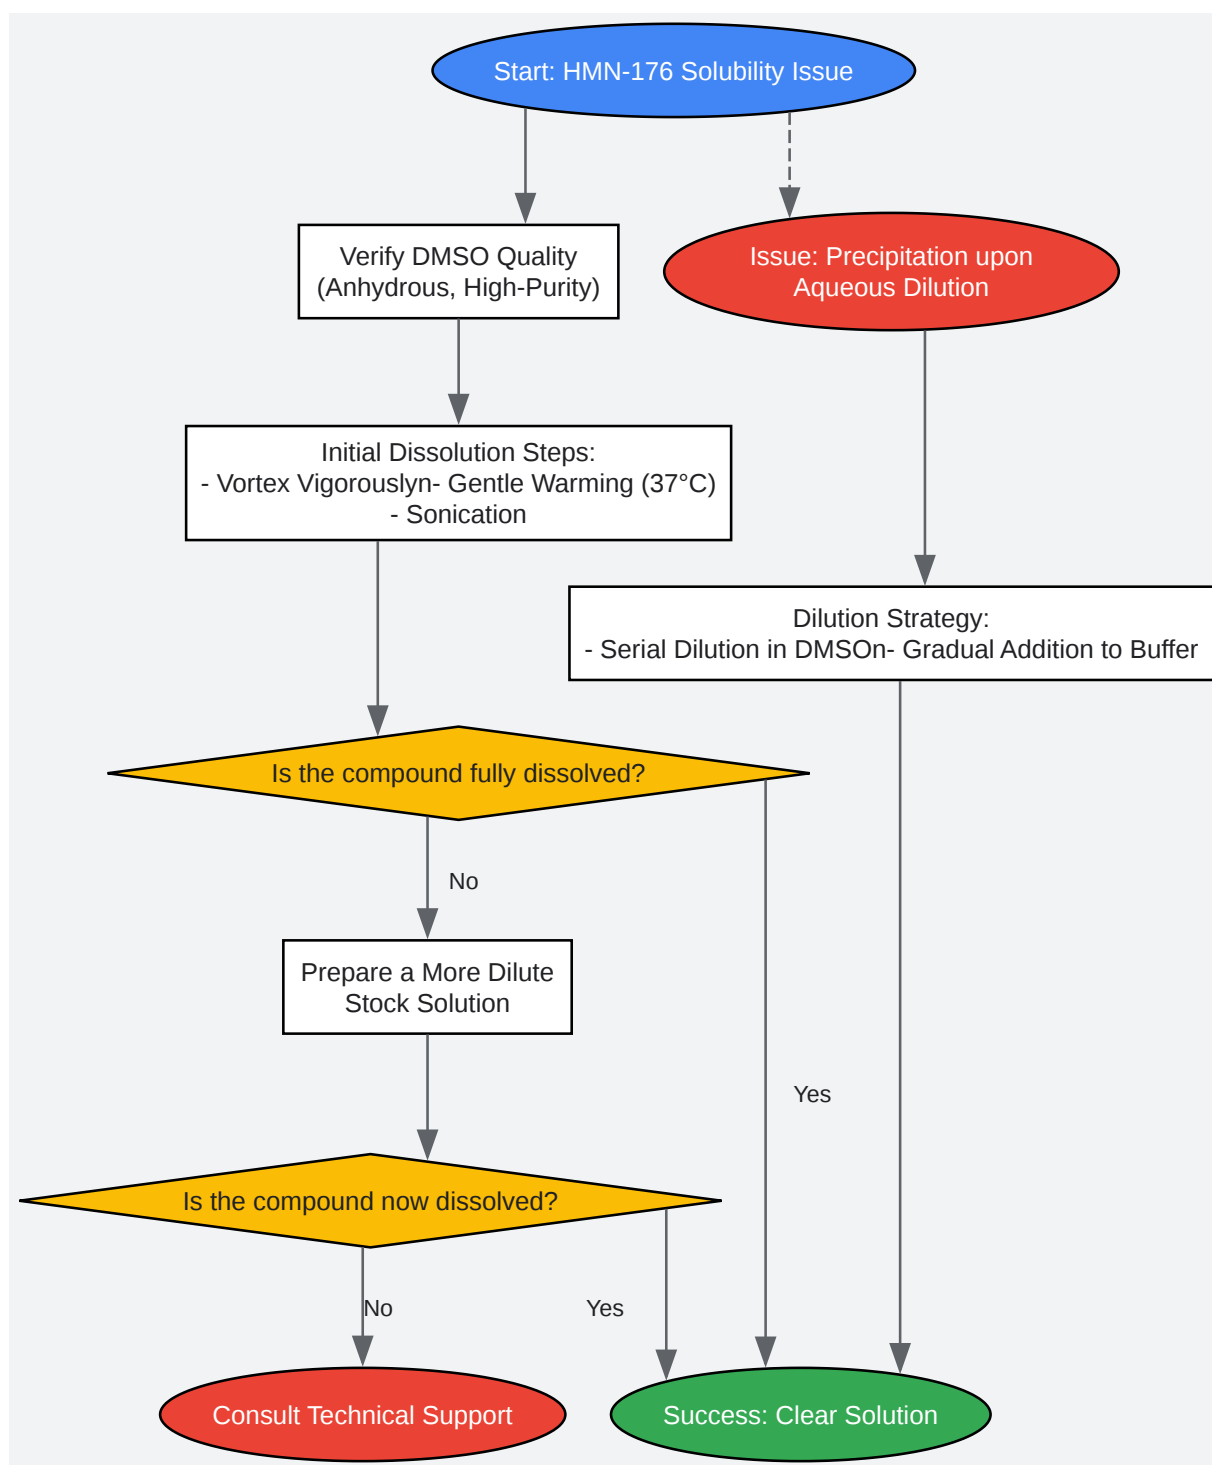 Start: HMN-176 Solubility Issue
Verify DMSO Quality
(Anhydrous, High-Purity)
Issue: Precipitation upon
Aqueous Dilution
Initial Dissolution Steps:
- Vortex Vigorouslyn- Gentle Warming (37°C)
- Sonication
Dilution Strategy:
- Serial Dilution in DMSOn- Gradual Addition to Buffer
Is the compound fully dissolved?
No
Prepare a More Dilute
Stock Solution
Yes
Is the compound now dissolved?
No
Yes
Consult Technical Support
Success: Clear Solution